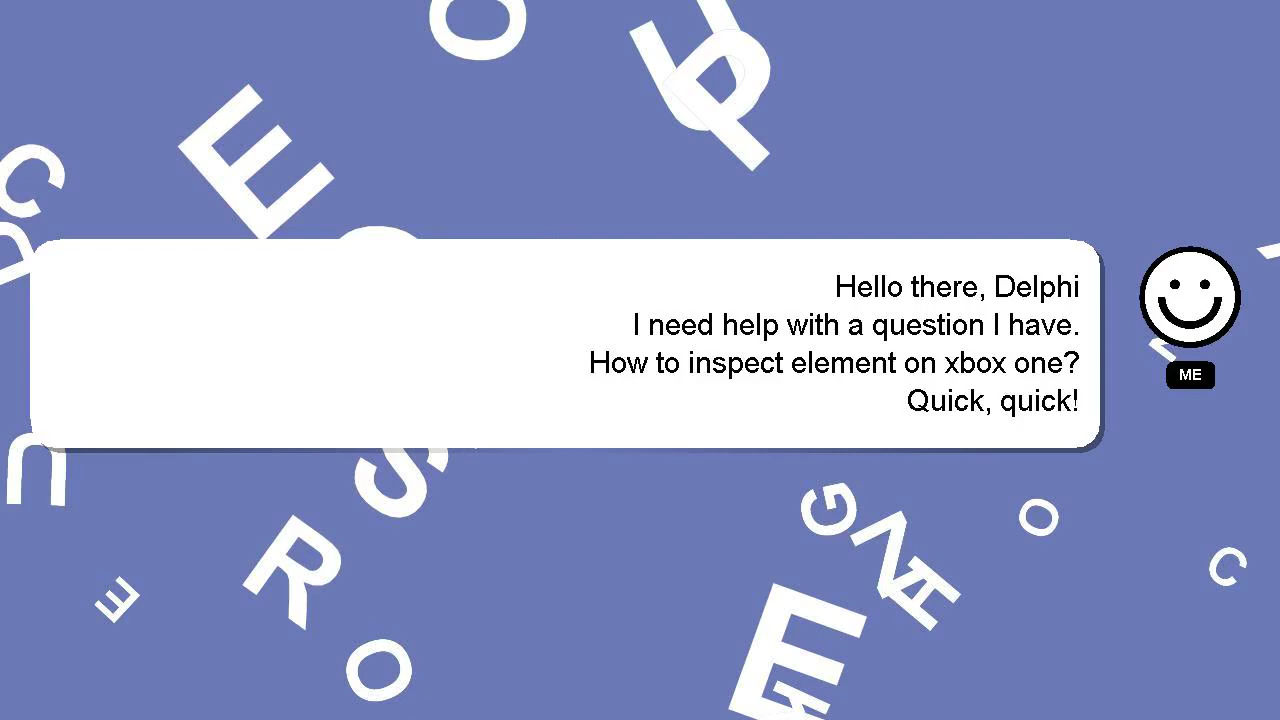 Hello there, Delphi
I need help with a question I have.
How to inspect element on xbox one?
Quick, quick!
ME
O
U
P
E
C
S
U
R
E
O
G
V
A
H
O
C
E